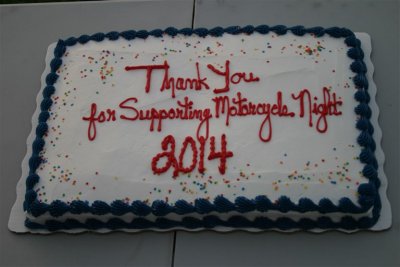 Thank You
for Supporting Motorcycle Night
2014